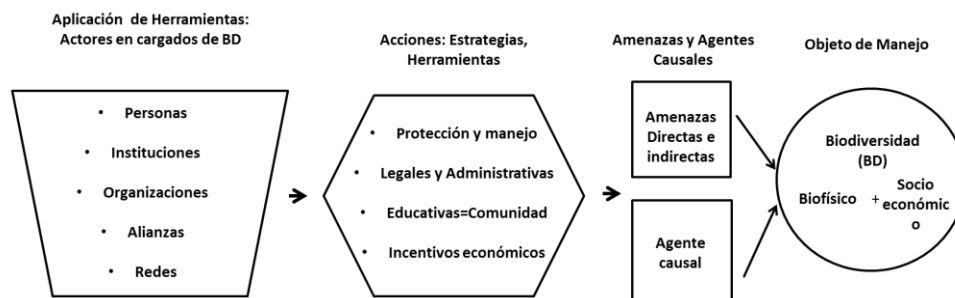 Aplicación de Herramientas:
Actores en cargados de BD
• Personas
• Instituciones
• Organizaciones
• Alianzas
• Redes
Acciones: Estrategias,
Herramientas
• Protección y manejo
• Legales y Administrativas
• Educativas=Comunidad
• Incentivos económicos
Amenazas y Agentes
Causales
Amenazas
Directas e
indirectas
Agente
causal
Objeto de Manejo
Biodiversidad
(BD)
Biofísico + Socio
económic
o